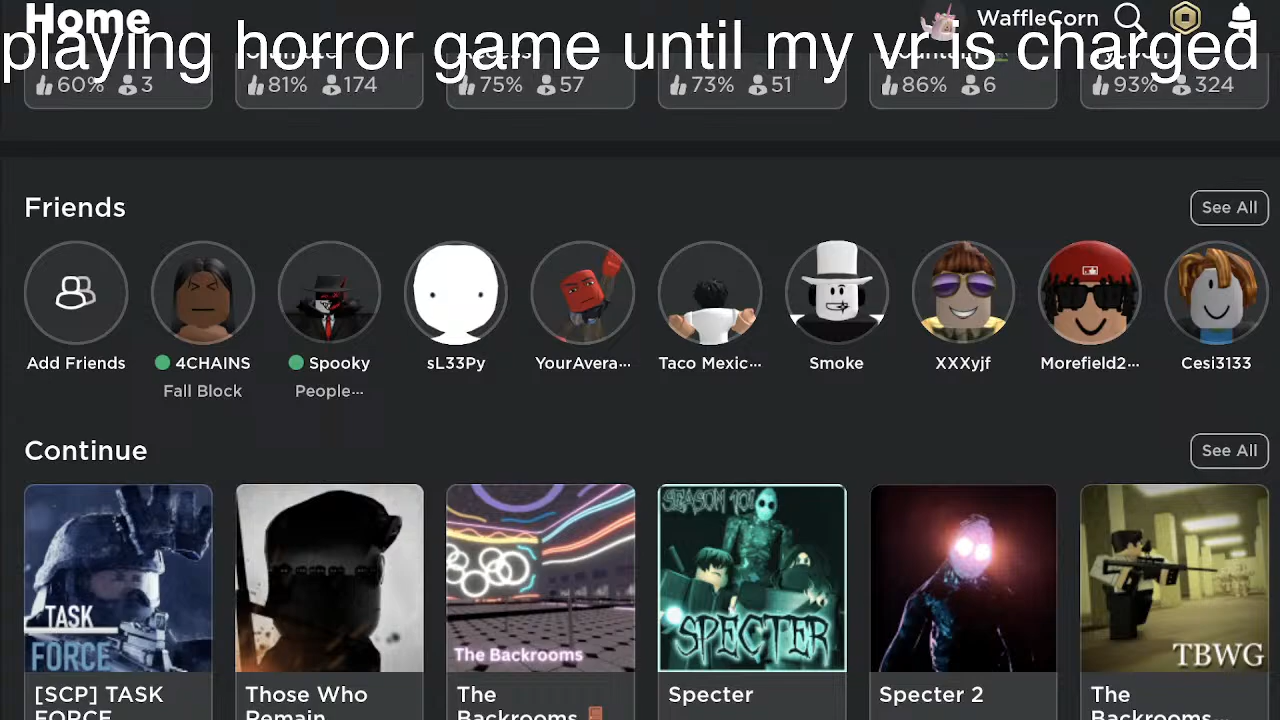 Home
WaffleCorn
playing horror game until my vr is charged
60% 3
81% 174
75% 57
73% 51
86% 6
93% 324
Friends
See All
Add Friends
4CHAINS
Fall Block
Spooky
People...
sL33Py
YourAvera...
Taco Mexic...
Smoke
XXXyjf
Morefield2...
Cesi3133
Continue
See All
TASK
FORCE
The Backrooms
SEASON 101
SPECTER
TBWG
[SCP] TASK
FORCE
Those Who
Remain
The
Backrooms
Specter
Specter 2
The
Backrooms...